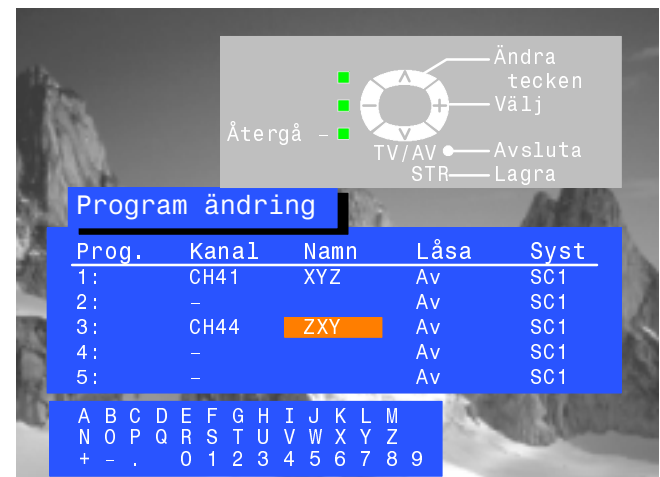 Ändra
tecken
Välj
Återgå –
TV/AV Avsluta
STR Lagra
Program ändring
Prog. Kanal Namn Låsa Syst
1: CH41 XYZ Av SC1
2: – Av SC1
3: CH44 ZXY Av SC1
4: – Av SC1
5: – Av SC1
A B C D E F G H I J K L M
N O P Q R S T U V W X Y Z
+ – . 0 1 2 3 4 5 6 7 8 9